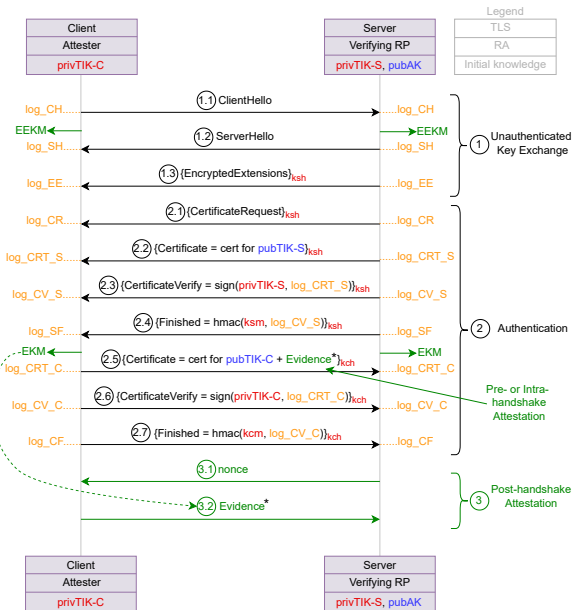 Legend
Client
Server
TLS
Attester
Verifying RP
RA
privTIK-C
privTIK-S, pubAK
Initial knowledge
1.1 ClientHello
log_CH......
......log_CH
EEKM
EEKM
1.2 ServerHello
log_SH......
......log_SH
1 Unauthenticated
Key Exchange
1.3 {EncryptedExtensions}ksh
log_EE......
......log_EE
2.1 {CertificateRequest}ksh
log_CR......
......log_CR
2.2 {Certificate = cert for pubTIK-S}ksh
log_CRT_S......
......log_CRT_S
2.3 {CertificateVerify = sign(privTIK-S, log_CRT_S)}ksh
log_CV_S......
......log_CV_S
2.4 {Finished = hmac(ksm, log_CV_S)}ksh
log_SF......
......log_SF
2 Authentication
EKM
EKM
2.5 {Certificate = cert for pubTIK-C + Evidence*}kch
log_CRT_C......
......log_CRT_C
2.6 {CertificateVerify = sign(privTIK-C, log_CRT_C)}kch
log_CV_C......
......log_CV_C
Pre- or Intra-
handshake
Attestation
2.7 {Finished = hmac(kcm, log_CV_C)}kch
log_CF......
......log_CF
3.1 nonce
3.2 Evidence*
3 Post-handshake
Attestation
Client
Server
Attester
Verifying RP
privTIK-C
privTIK-S, pubAK